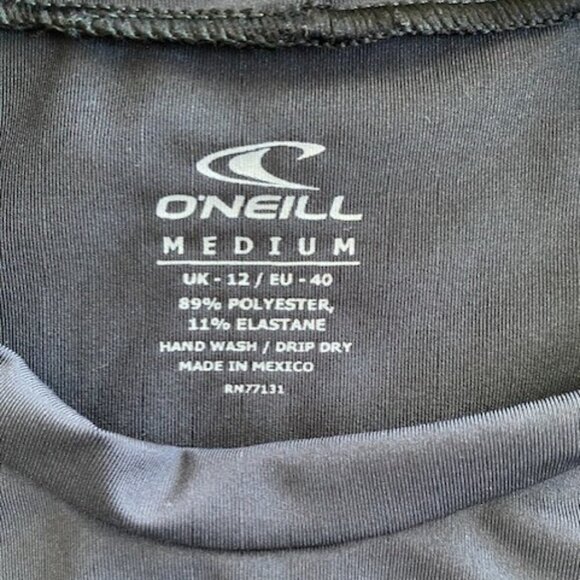 O'NEILL
MEDIUM
UK - 12 / EU - 40
89% POLYESTER,
11% ELASTANE
HAND WASH / DRIP DRY
MADE IN MEXICO
RN77131